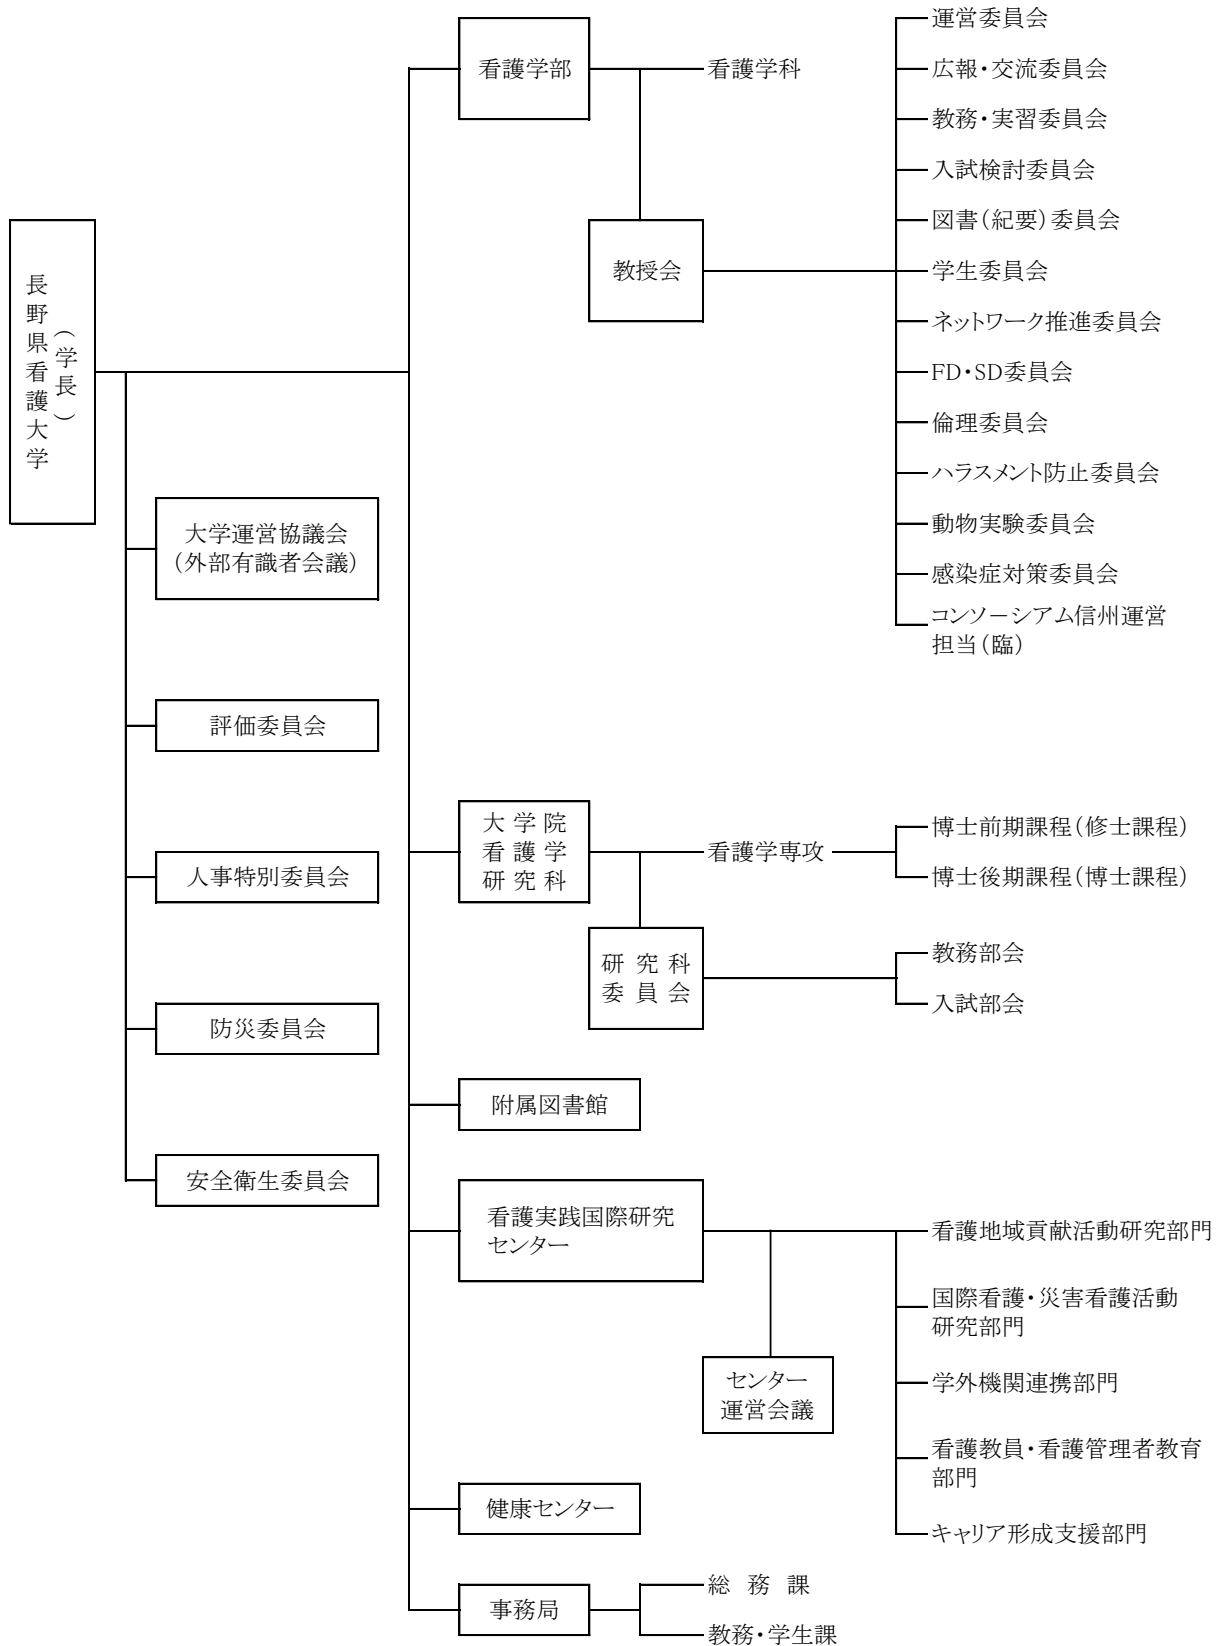 長野県看護大学
(学長)
大学運営協議会
(外部有識者会議)
評価委員会
人事特別委員会
防災委員会
安全衛生委員会
看護学部
看護学科
教授会
運営委員会
広報・交流委員会
教務・実習委員会
入試検討委員会
図書(紀要)委員会
学生委員会
ネットワーク推進委員会
FD・SD委員会
倫理委員会
ハラスメント防止委員会
動物実験委員会
感染症対策委員会
コンソーシアム信州運営
担当(臨)
大学院
看護学
研究科
看護学専攻
博士前期課程(修士課程)
博士後期課程(博士課程)
研究科
委員会
教務部会
入試部会
附属図書館
看護実践国際研究
センター
センター
運営会議
看護地域貢献活動研究部門
国際看護・災害看護活動
研究部門
学外機関連携部門
看護教員・看護管理者教育
部門
キャリア形成支援部門
健康センター
事務局
総務課
教務・学生課